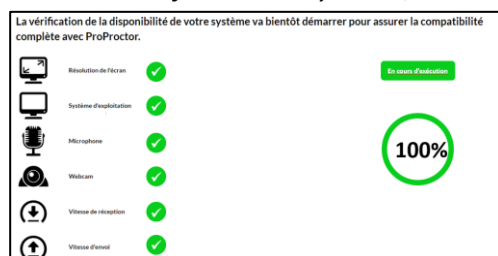 La vérification de la disponibilité de votre système va bientôt démarrer pour assurer la compatibilité
complète avec ProProctor.
Résolution de l'écran
En cours d'exécution
Système d'exploitation
Microphone
100%
Webcam
Vitesse de réception
Vitesse d'envoi